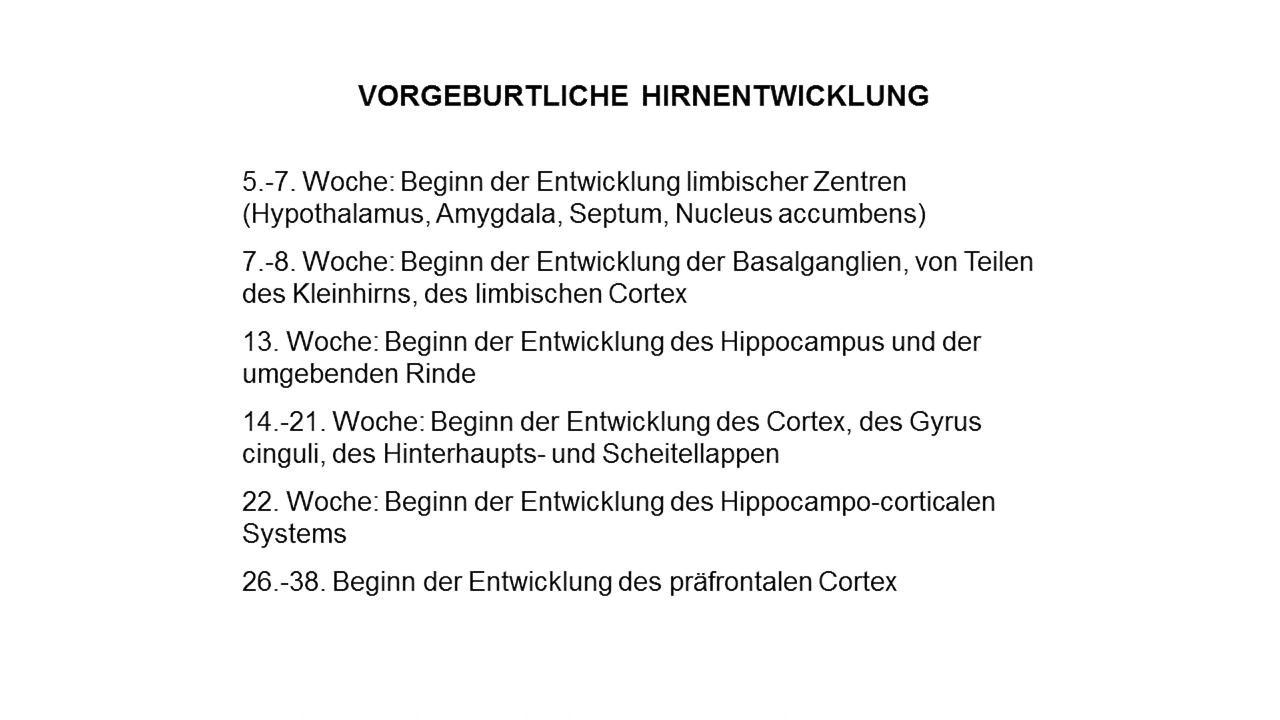 VORGEBURTLICHE HIRNENTWICKLUNG
5.-7. Woche: Beginn der Entwicklung limbischer Zentren
(Hypothalamus, Amygdala, Septum, Nucleus accumbens)
7.-8. Woche: Beginn der Entwicklung der Basalganglien, von Teilen
des Kleinhirns, des limbischen Cortex
13. Woche: Beginn der Entwicklung des Hippocampus und der
umgebenden Rinde
14.-21. Woche: Beginn der Entwicklung des Cortex, des Gyrus
cinguli, des Hinterhaupts- und Scheitellappen
22. Woche: Beginn der Entwicklung des Hippocampo-corticalen
Systems
26.-38. Beginn der Entwicklung des präfrontalen Cortex